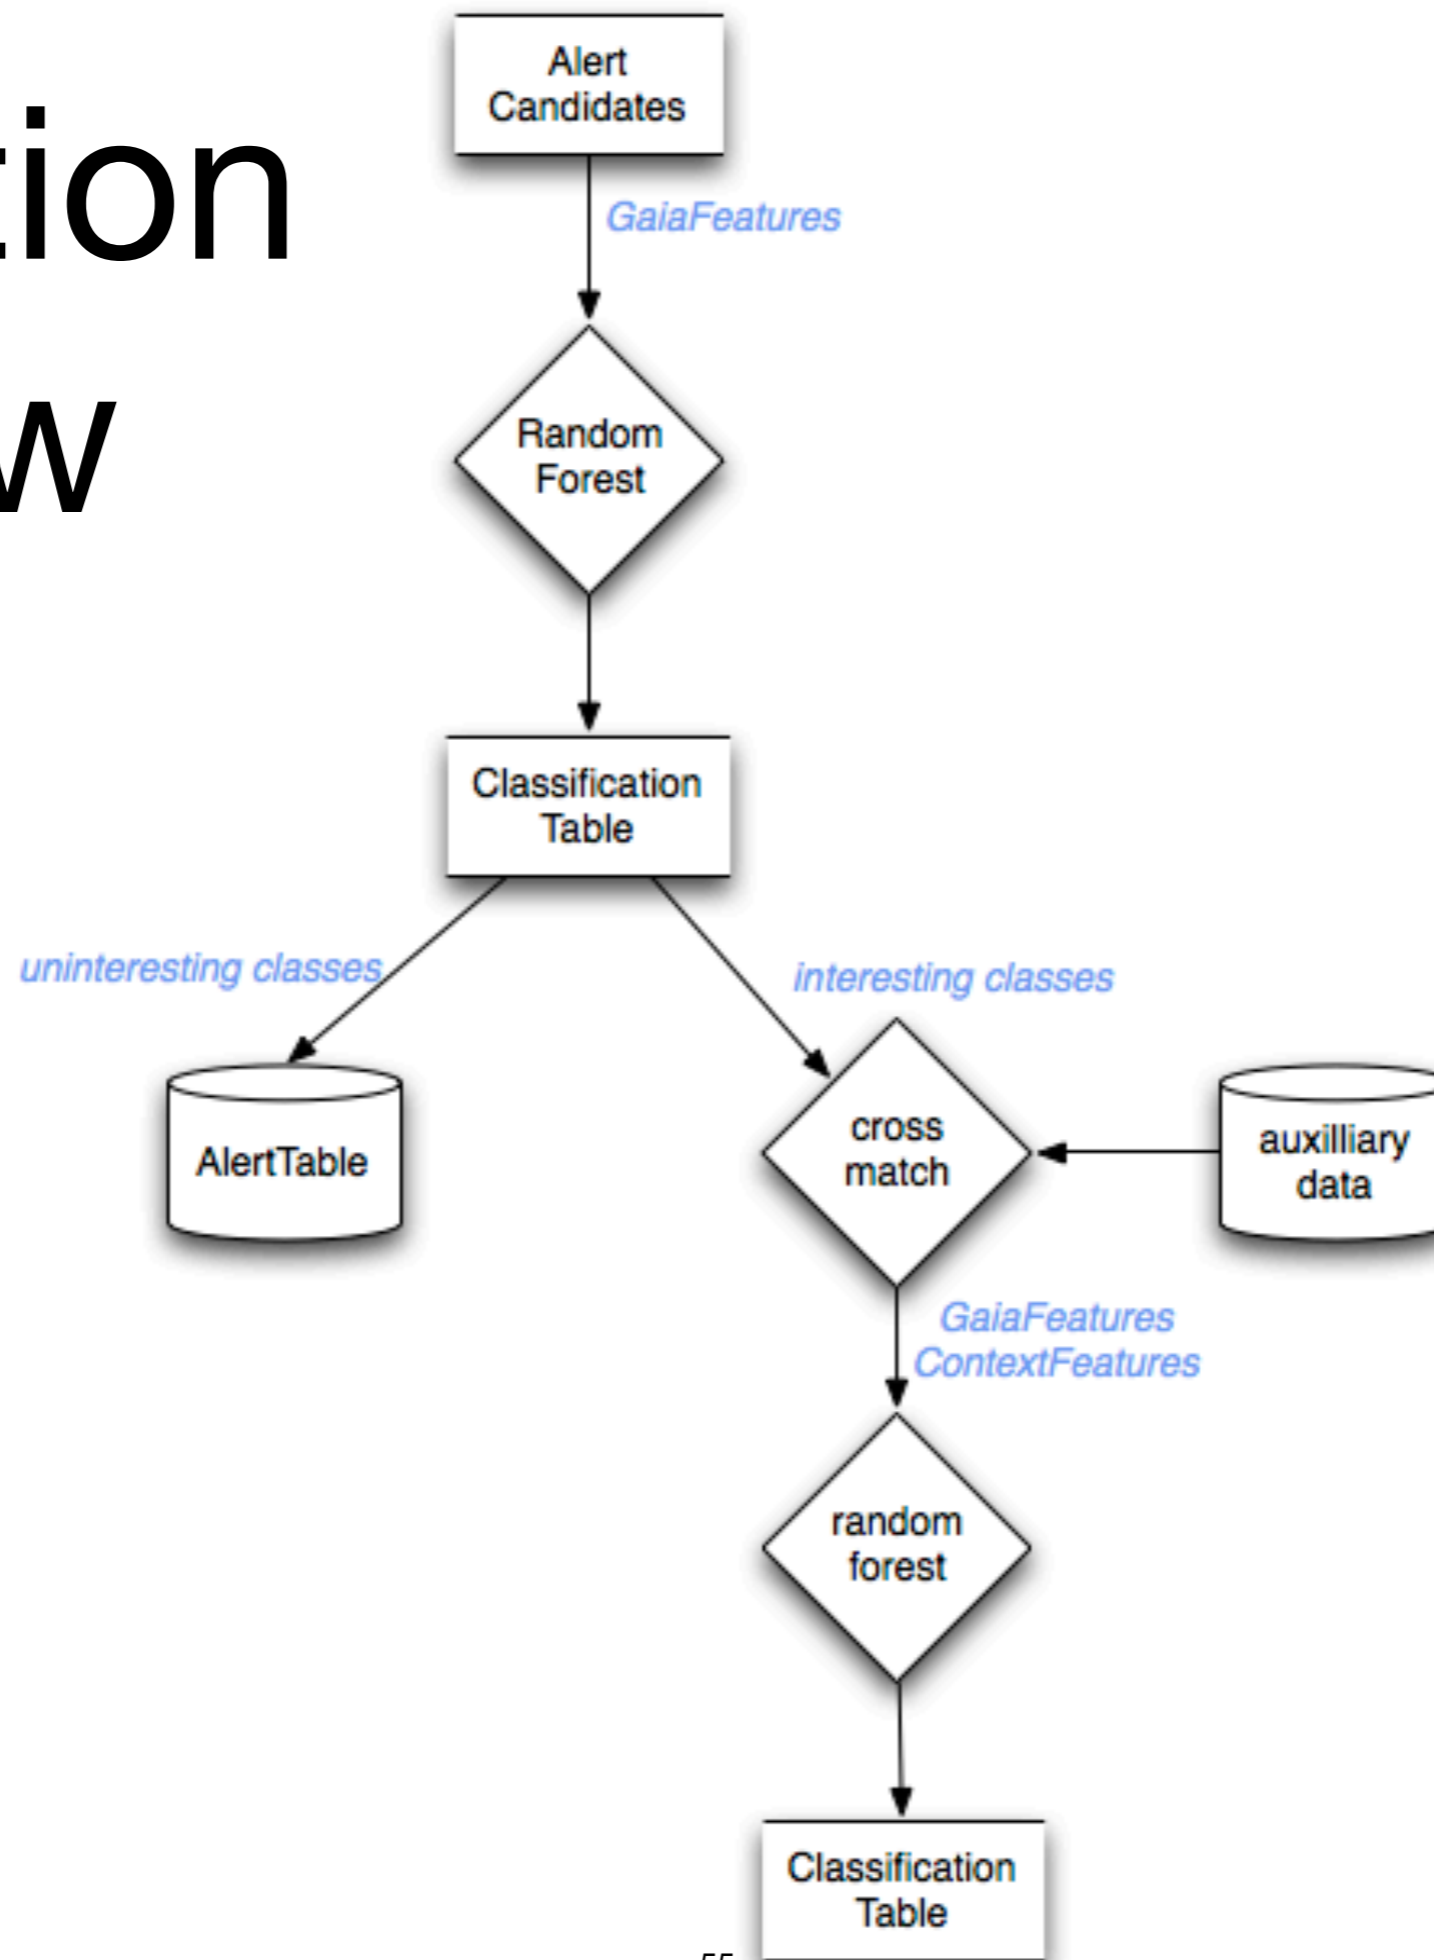 tion
w
Alert
Candidates
GaiaFeatures
Random
Forest
Classification
Table
uninteresting classes
interesting classes
AlertTable
cross
match
auxilliary
data
GaiaFeatures
ContextFeatures
random
forest
Classification
Table
55